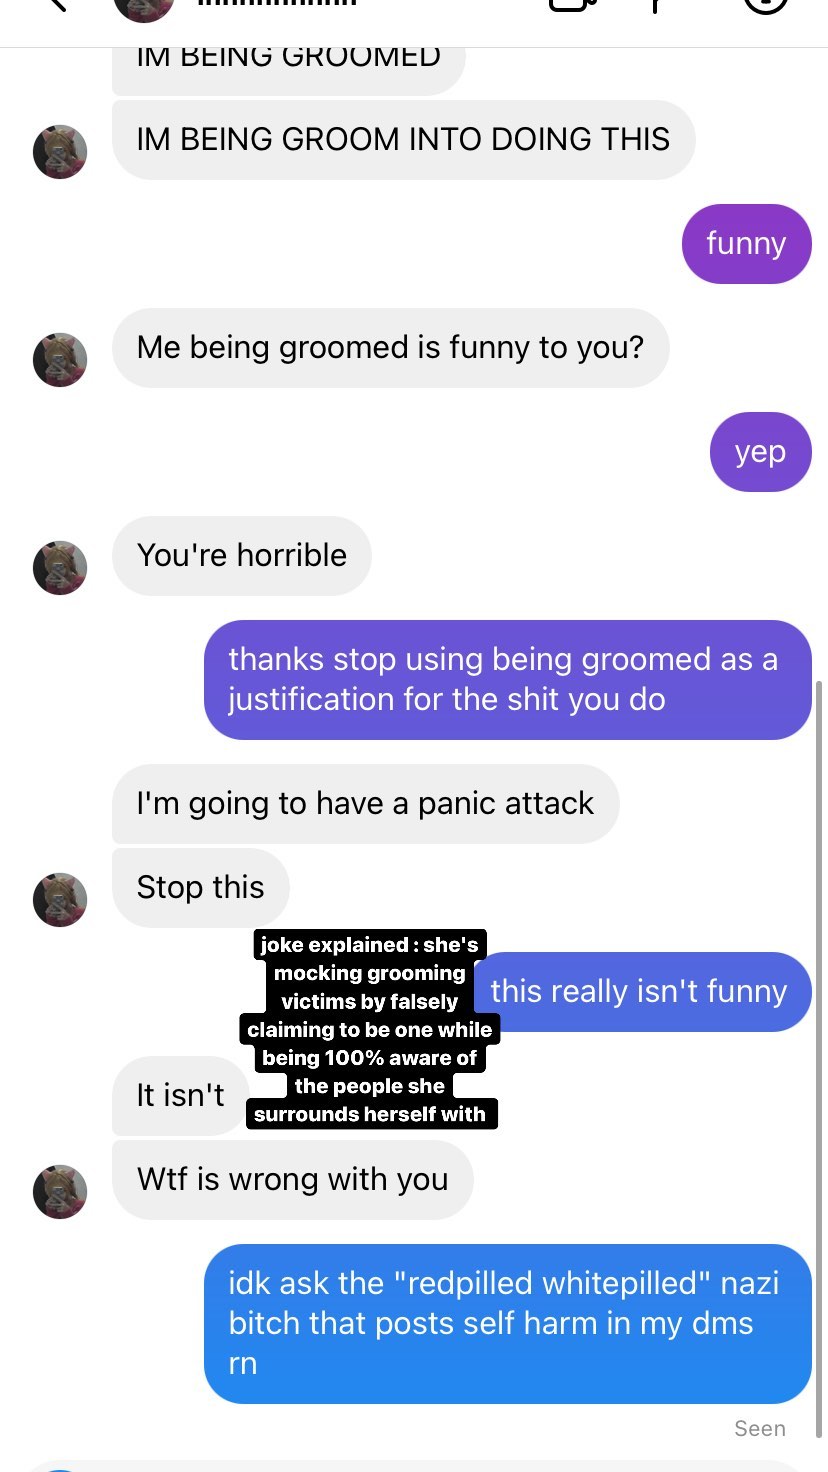 IM BEING GROOMED
IM BEING GROOM INTO DOING THIS
funny
Me being groomed is funny to you?
yep
You're horrible
thanks stop using being groomed as a
justification for the shit you do
I'm going to have a panic attack
Stop this
joke explained : she's
mocking grooming
victims by falsely
claiming to be one while
being 100% aware of
the people she
surrounds herself with
this really isn't funny
It isn't
Wtf is wrong with you
idk ask the "redpilled whitepilled" nazi
bitch that posts self harm in my dms
rn
Seen